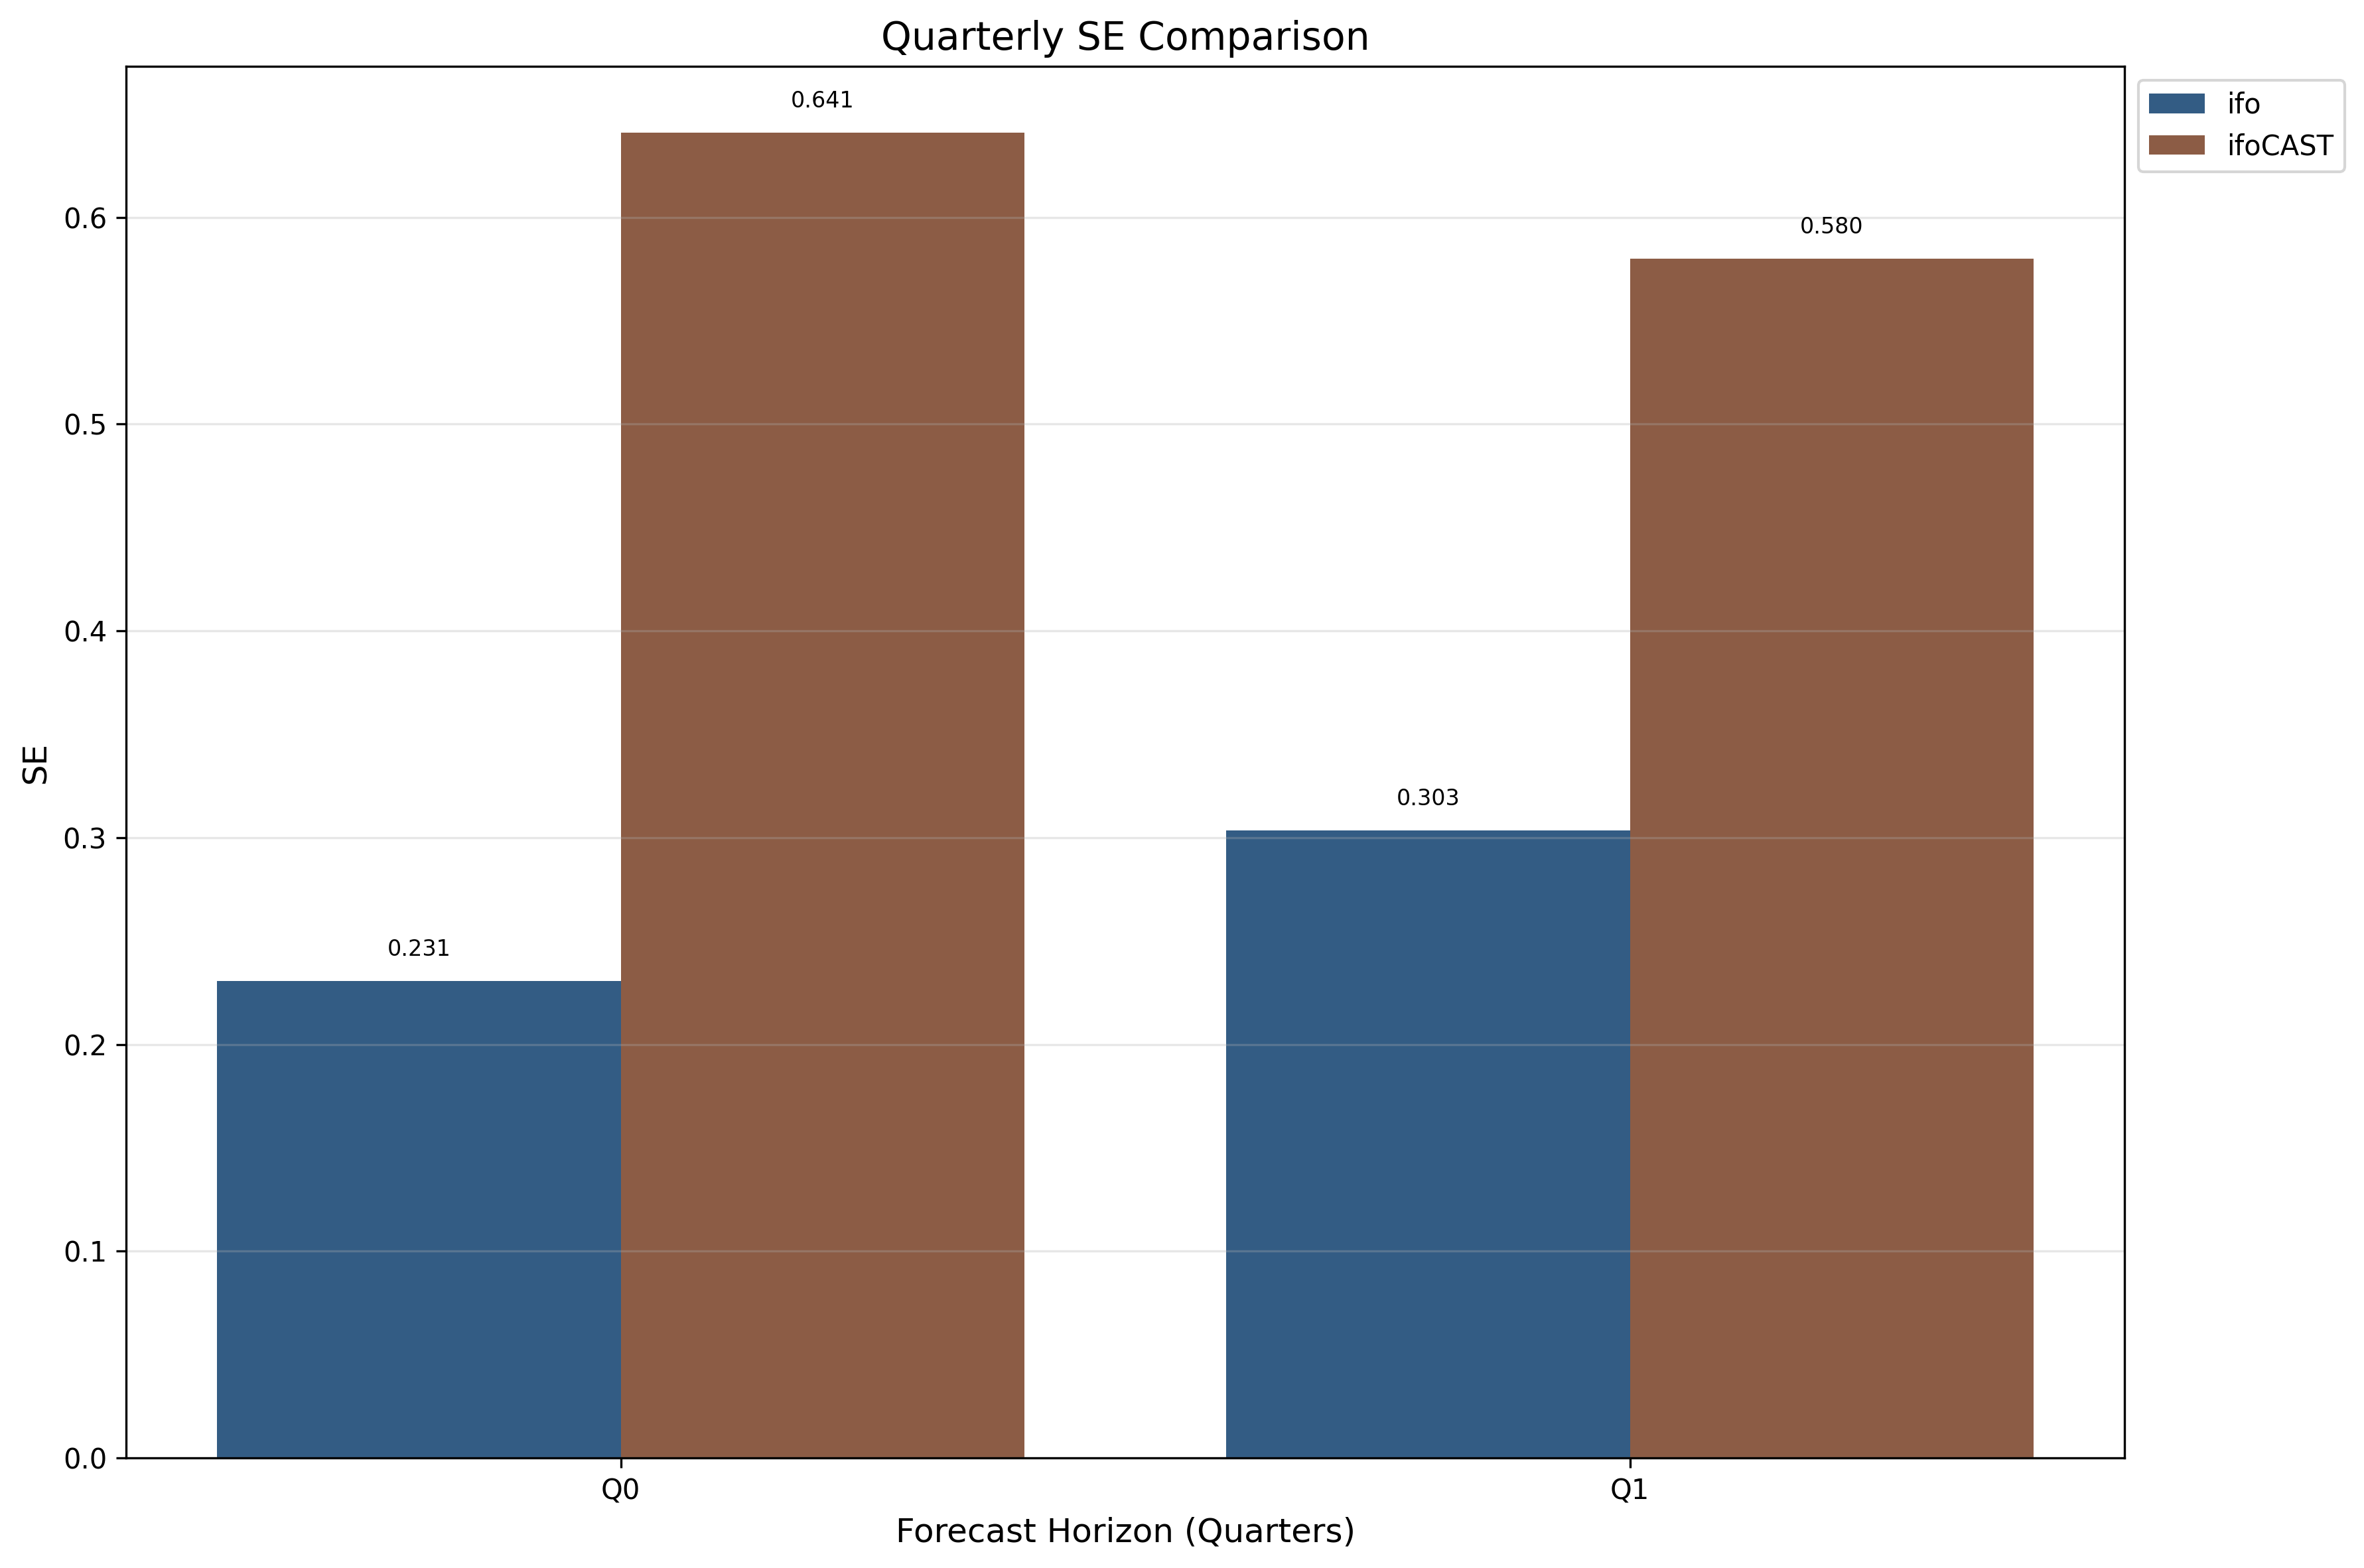 Quarterly SE Comparison
ifo
ifoCAST
SE
0.6
0.5
0.4
0.3
0.2
0.1
0.0
0.231
0.641
0.303
0.580
Q0
Q1
Forecast Horizon (Quarters)